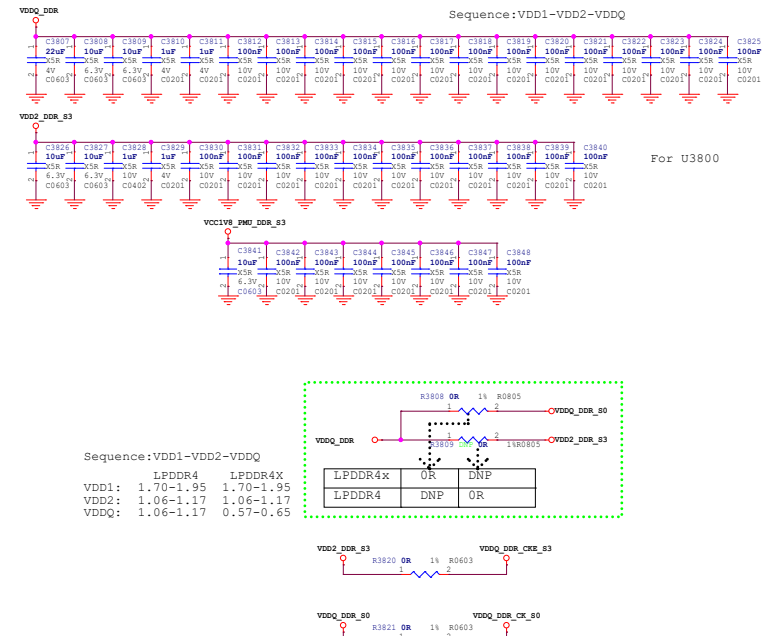 VDDQ_DDR
Sequence:VDD1-VDD2-VDDQ
C3807 C3808 C3809 C3810 C3811 C3812 C3813 C3814 C3815 C3816 C3817 C3818 C3819 C3820 C3821 C3822 C3823 C3824 C3825
22uF 10uF 10uF 1uF 1uF 100nF 100nF 100nF 100nF 100nF 100nF 100nF 100nF 100nF 100nF 100nF 100nF 100nF 100nF
X5R X5R X5R X5R X5R X5R X5R X5R X5R X5R X5R X5R X5R X5R X5R X5R X5R X5R X5R
4V 6.3V 6.3V 4V 4V 10V 10V 10V 10V 10V 10V 10V 10V 10V 10V 10V 10V 10V 10V
C0603 C0603 C0603 C0201 C0201 C0201 C0201 C0201 C0201 C0201 C0201 C0201 C0201 C0201 C0201 C0201 C0201 C0201 C0201
VDD2_DDR_S3
C3826 C3827 C3828 C3829 C3830 C3831 C3832 C3833 C3834 C3835 C3836 C3837 C3838 C3839 C3840
10uF 10uF 1uF 1uF 100nF 100nF 100nF 100nF 100nF 100nF 100nF 100nF 100nF 100nF 100nF
X5R X5R X5R X5R X5R X5R X5R X5R X5R X5R X5R X5R X5R X5R X5R
6.3V 6.3V 10V 4V 10V 10V 10V 10V 10V 10V 10V 10V 10V 10V 10V
C0603 C0603 C0402 C0201 C0201 C0201 C0201 C0201 C0201 C0201 C0201 C0201 C0201 C0201 C0201
For U3800
VCC1V8_PMU_DDR_S3
C3841 C3842 C3843 C3844 C3845 C3846 C3847 C3848
10uF 100nF 100nF 100nF 100nF 100nF 100nF 100nF
X5R X5R X5R X5R X5R X5R X5R X5R
6.3V 10V 10V 10V 10V 10V 10V 10V
C0603 C0201 C0201 C0201 C0201 C0201 C0201 C0201
R3808 0R 1% R0805
1 2
VDDQ_DDR_S0
VDDQ_DDR
1 2
VDD2_DDR_S3
R3809 0R 1%R0805
LPDDR4x 0R DNP
LPDDR4 DNP 0R
Sequence:VDD1-VDD2-VDDQ
LPDDR4 LPDDR4X
VDD1: 1.70-1.95 1.70-1.95
VDD2: 1.06-1.17 1.06-1.17
VDDQ: 1.06-1.17 0.57-0.65
VDD2_DDR_S3 VDDQ_DDR_CKE_S3
R3820 0R 1% R0603
1 2
VDDQ_DDR_S0 VDDQ_DDR_CK_S0
R3821 0R 1% R0603